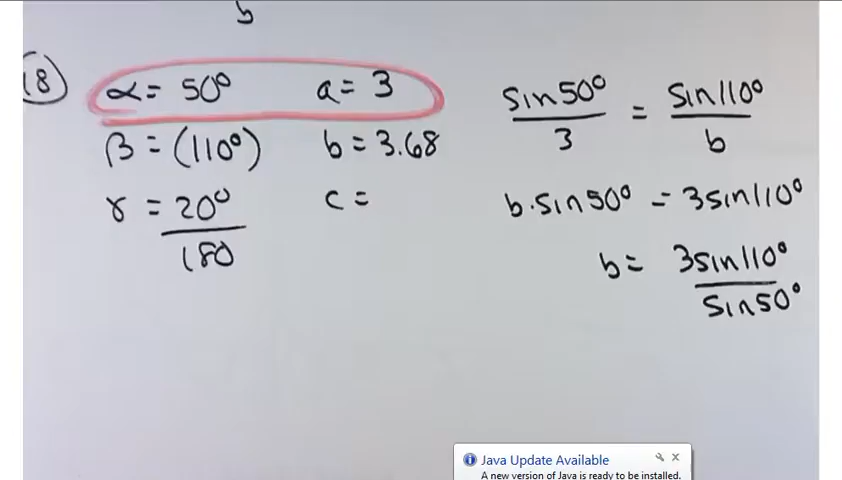 b
18
α = 50° a = 3
β = (110°) b = 3.68
γ = 20° c =
180
sin50° / 3 = sin110° / b
b·sin50° = 3sin110°
b = 3sin110° / sin50°
Java Update Available
A new version of Java is ready to be installed.